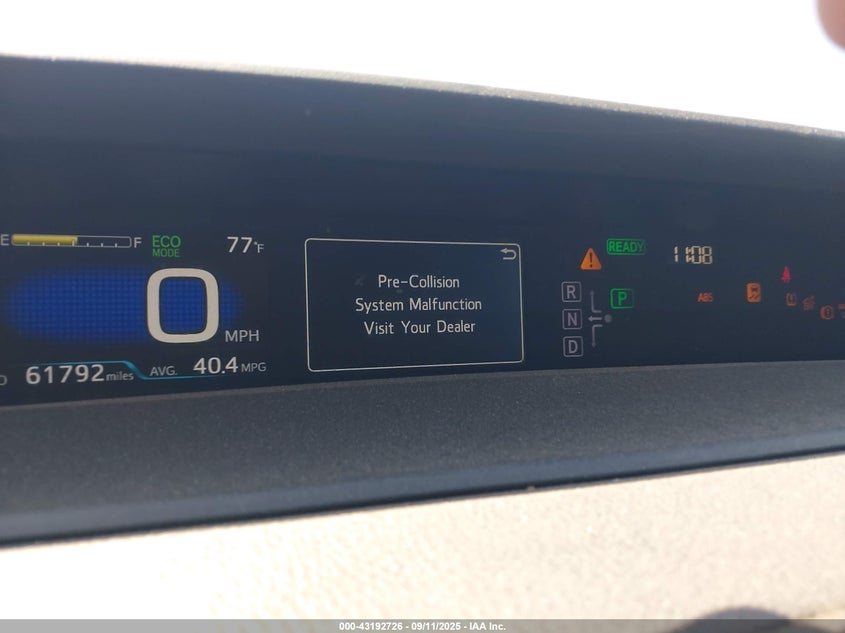 E F ECO MODE 77°F
0 MPH
61792 miles AVG. 40.4 MPG
Pre-Collision
System Malfunction
Visit Your Dealer
READY 11:08
R P
N
D
ABS
000-43192726 - 09/11/2025 - IAA Inc.